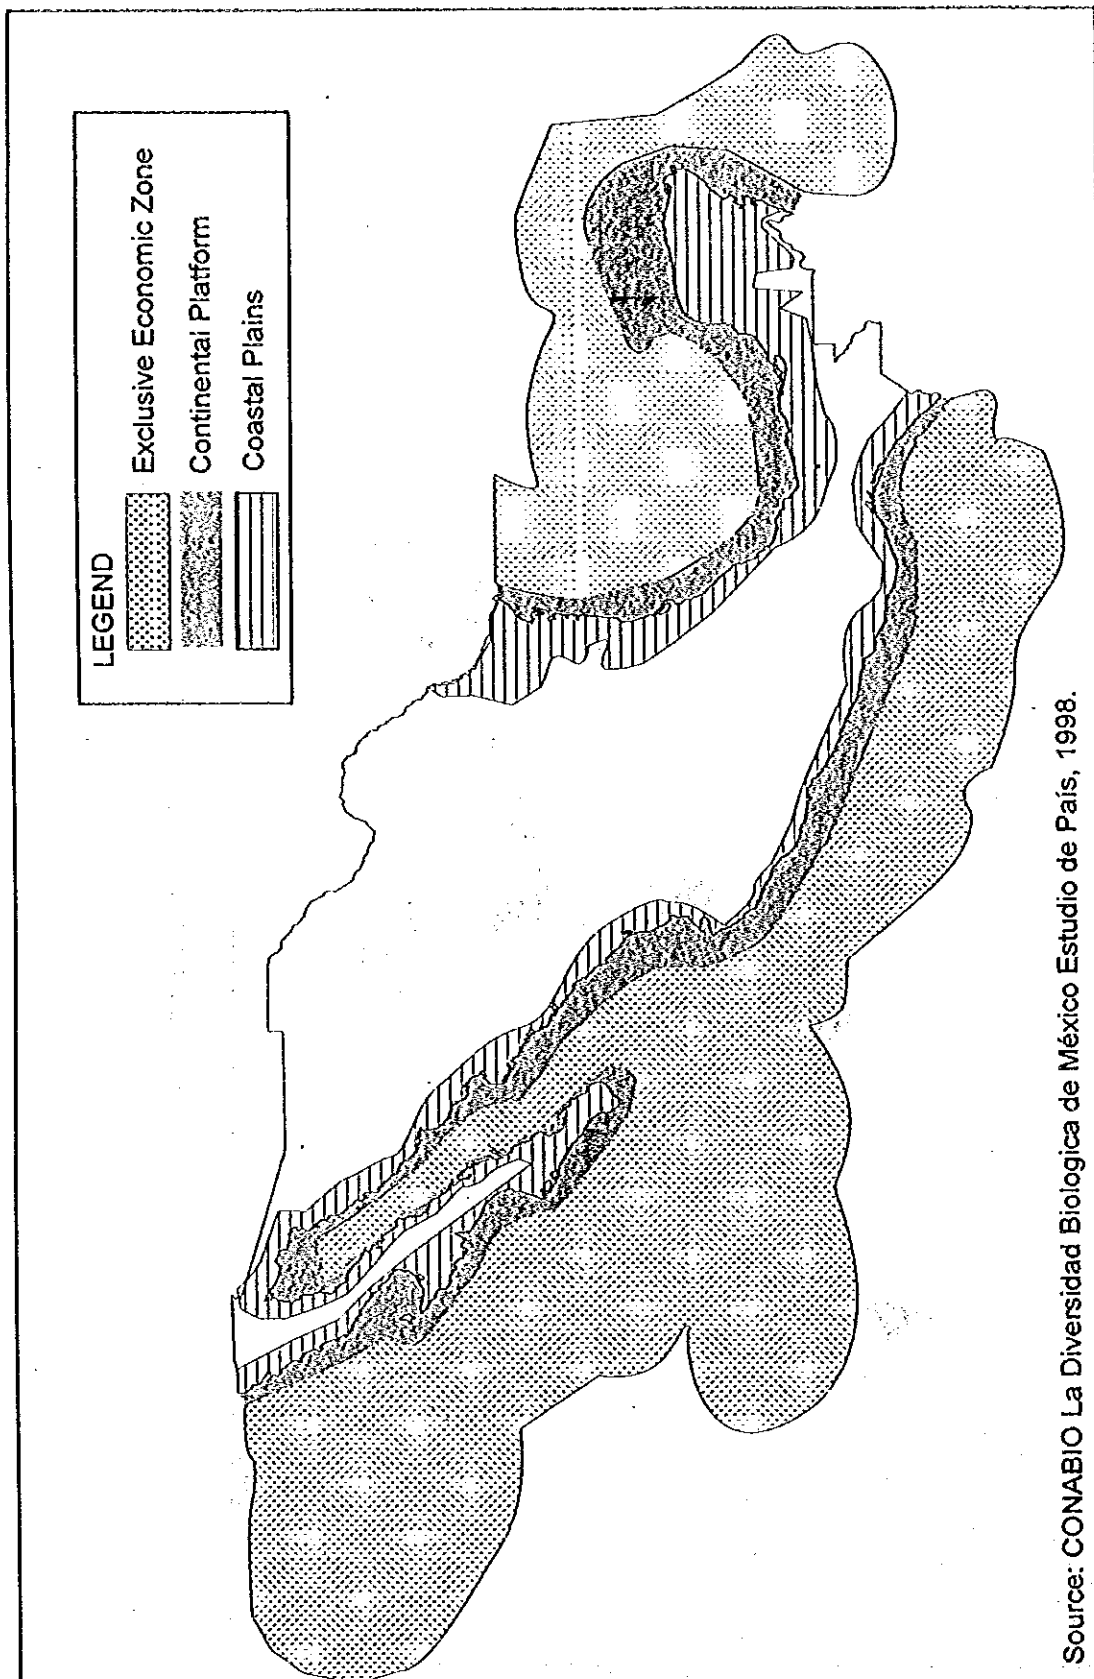 LEGEND
Exclusive Economic Zone
Continental Platform
Coastal Plains
Source: CONABIO La Diversidad Biologica de México Estudio de País, 1998.